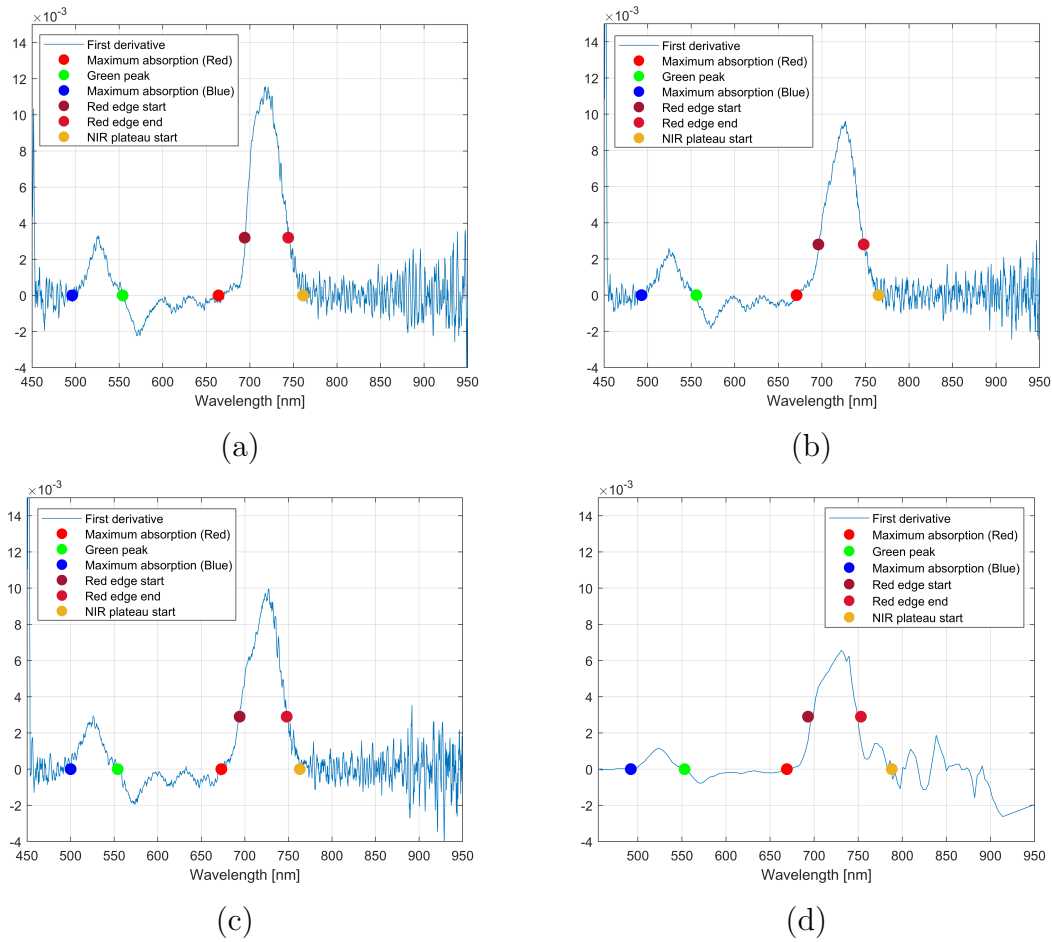 ×10⁻³
14
12
10
8
6
4
2
0
-2
-4
450 500 550 600 650 700 750 800 850 900 950
Wavelength [nm]
First derivative
Maximum absorption (Red)
Green peak
Maximum absorption (Blue)
Red edge start
Red edge end
NIR plateau start
(a)
×10⁻³
14
12
10
8
6
4
2
0
-2
-4
450 500 550 600 650 700 750 800 850 900 950
Wavelength [nm]
First derivative
Maximum absorption (Red)
Green peak
Maximum absorption (Blue)
Red edge start
Red edge end
NIR plateau start
(b)
×10⁻³
14
12
10
8
6
4
2
0
-2
-4
450 500 550 600 650 700 750 800 850 900 950
Wavelength [nm]
First derivative
Maximum absorption (Red)
Green peak
Maximum absorption (Blue)
Red edge start
Red edge end
NIR plateau start
(c)
×10⁻³
14
12
10
8
6
4
2
0
-2
-4
500 550 600 650 700 750 800 850 900 950
Wavelength [nm]
First derivative
Maximum absorption (Red)
Green peak
Maximum absorption (Blue)
Red edge start
Red edge end
NIR plateau start
(d)